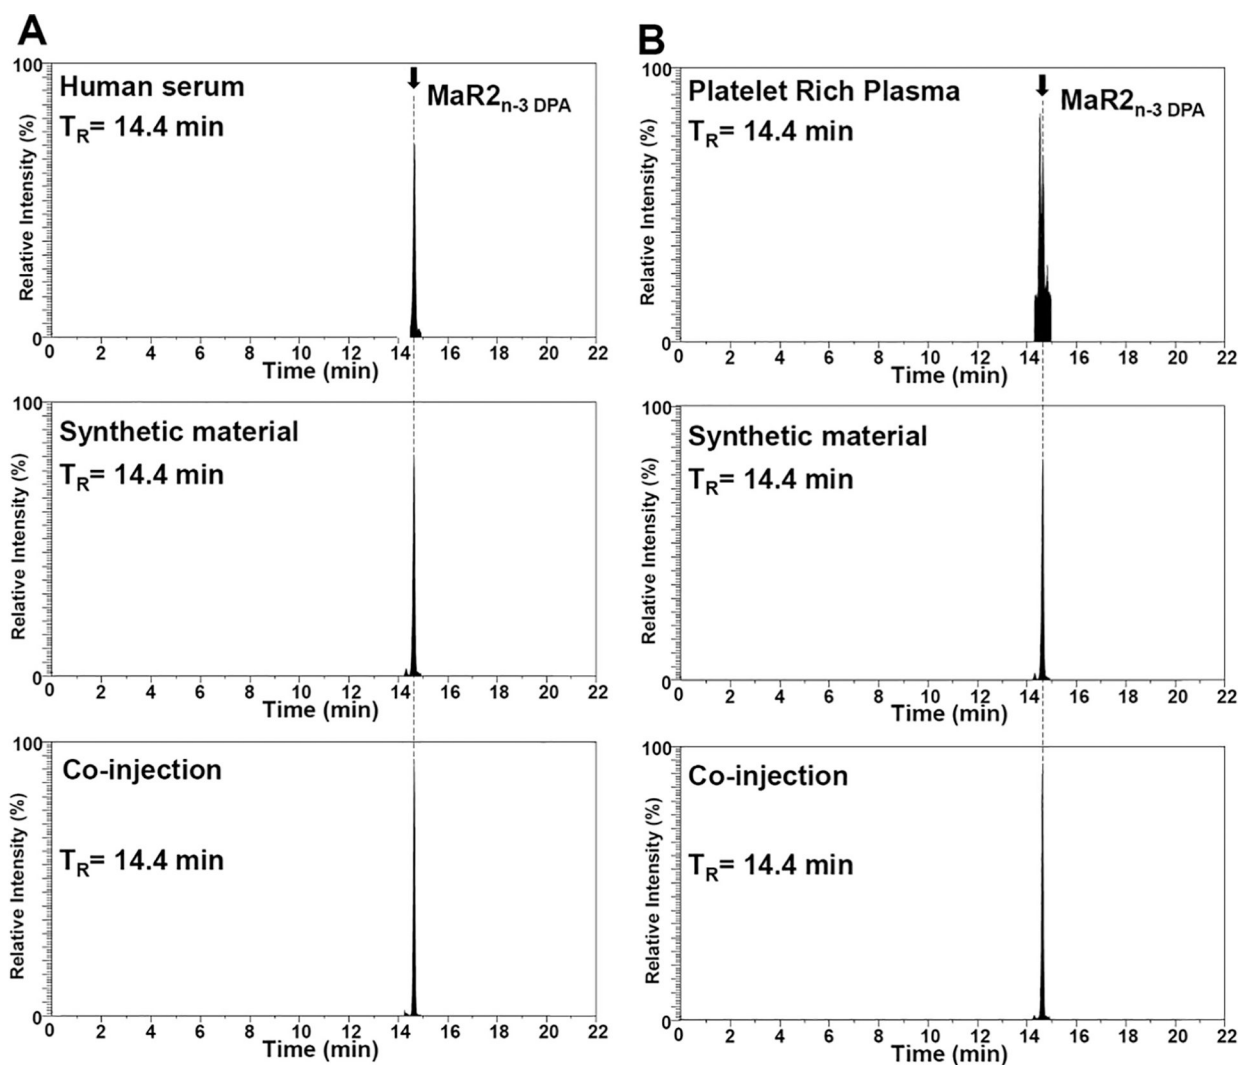 A
100
Human serum
TR= 14.4 min
MaR2n-3 DPA
Relative Intensity (%)
0
0 2 4 6 8 10 12 14 16 18 20 22
Time (min)
100
Synthetic material
TR= 14.4 min
Relative Intensity (%)
0
0 2 4 6 8 10 12 14 16 18 20 22
Time (min)
100
Co-injection
TR= 14.4 min
Relative Intensity (%)
0
0 2 4 6 8 10 12 14 16 18 20 22
Time (min)
B
100
Platelet Rich Plasma
TR= 14.4 min
MaR2n-3 DPA
Relative Intensity (%)
0
0 2 4 6 8 10 12 14 16 18 20 22
Time (min)
100
Synthetic material
TR= 14.4 min
Relative Intensity (%)
0
0 2 4 6 8 10 12 14 16 18 20 22
Time (min)
100
Co-injection
TR= 14.4 min
Relative Intensity (%)
0
0 2 4 6 8 10 12 14 16 18 20 22
Time (min)